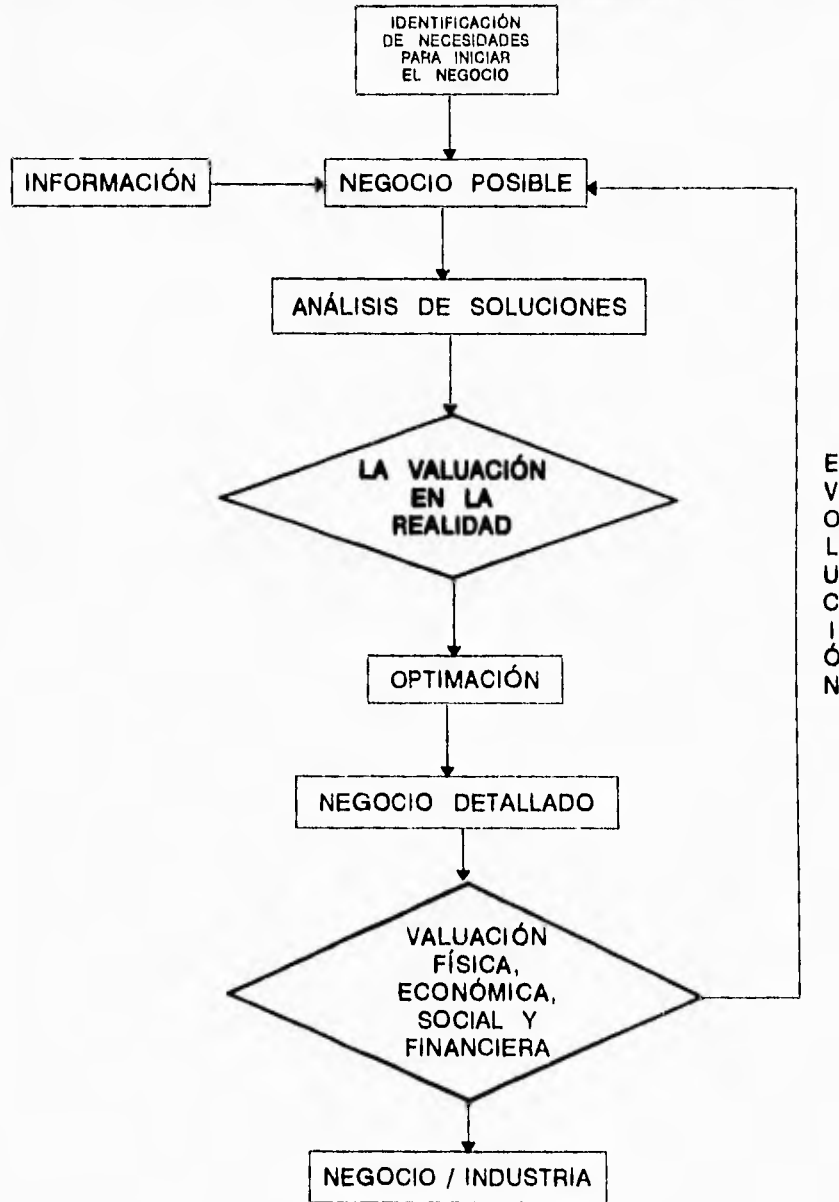 IDENTIFICACIÓN
DE NECESIDADES
PARA INICIAR
EL NEGOCIO
INFORMACIÓN
NEGOCIO POSIBLE
ANÁLISIS DE SOLUCIONES
LA VALUACIÓN
EN LA
REALIDAD
OPTIMACIÓN
NEGOCIO DETALLADO
VALUACIÓN
FÍSICA,
ECONÓMICA,
SOCIAL Y
FINANCIERA
NEGOCIO / INDUSTRIA
E
V
O
L
U
C
I
Ó
N